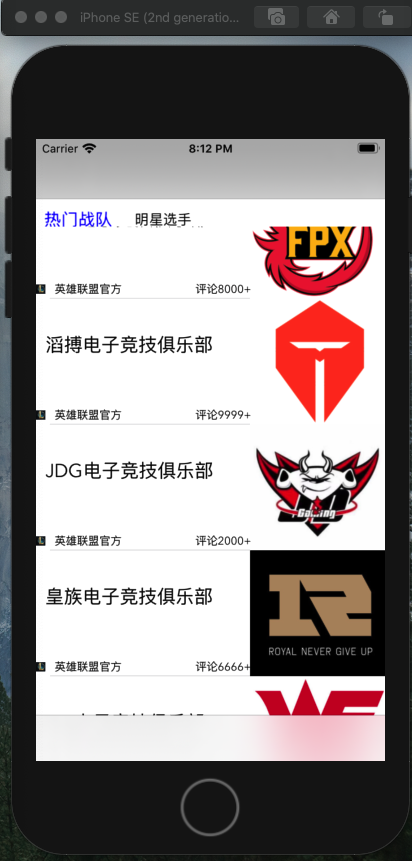 iPhone SE (2nd generatio...
Carrier 8:12 PM
热门战队 明星选手
FPX
英雄联盟官方 评论8000+
滔搏电子竞技俱乐部
英雄联盟官方 评论9999+
JDG电子竞技俱乐部
Gaming
英雄联盟官方 评论2000+
皇族电子竞技俱乐部
ROYAL NEVER GIVE UP
英雄联盟官方 评论6666+